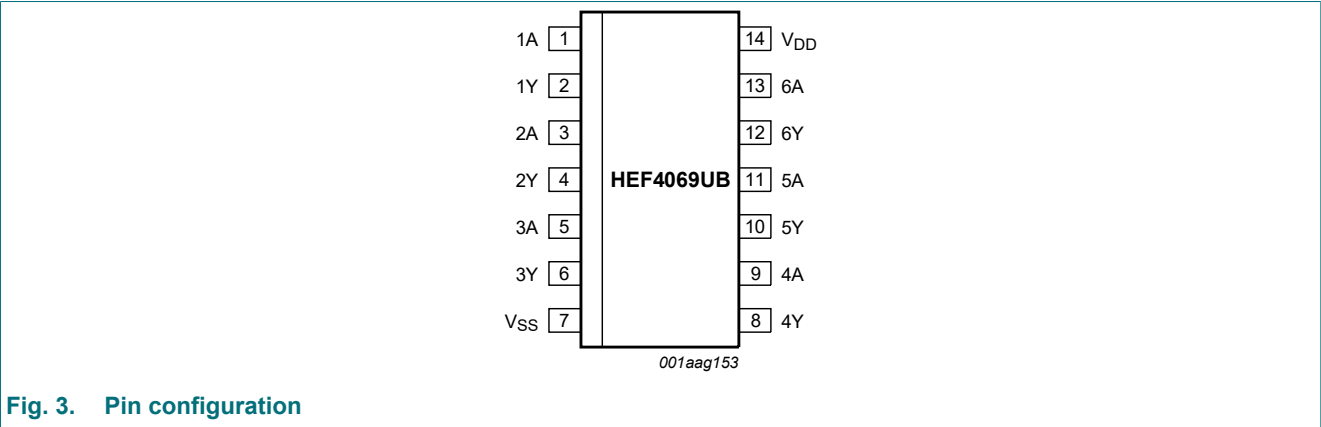 1A 1 14 VDD
1Y 2 13 6A
2A 3 12 6Y
2Y 4 HEF4069UB 11 5A
3A 5 10 5Y
3Y 6 9 4A
VSS 7 8 4Y
001aag153
Fig. 3. Pin configuration